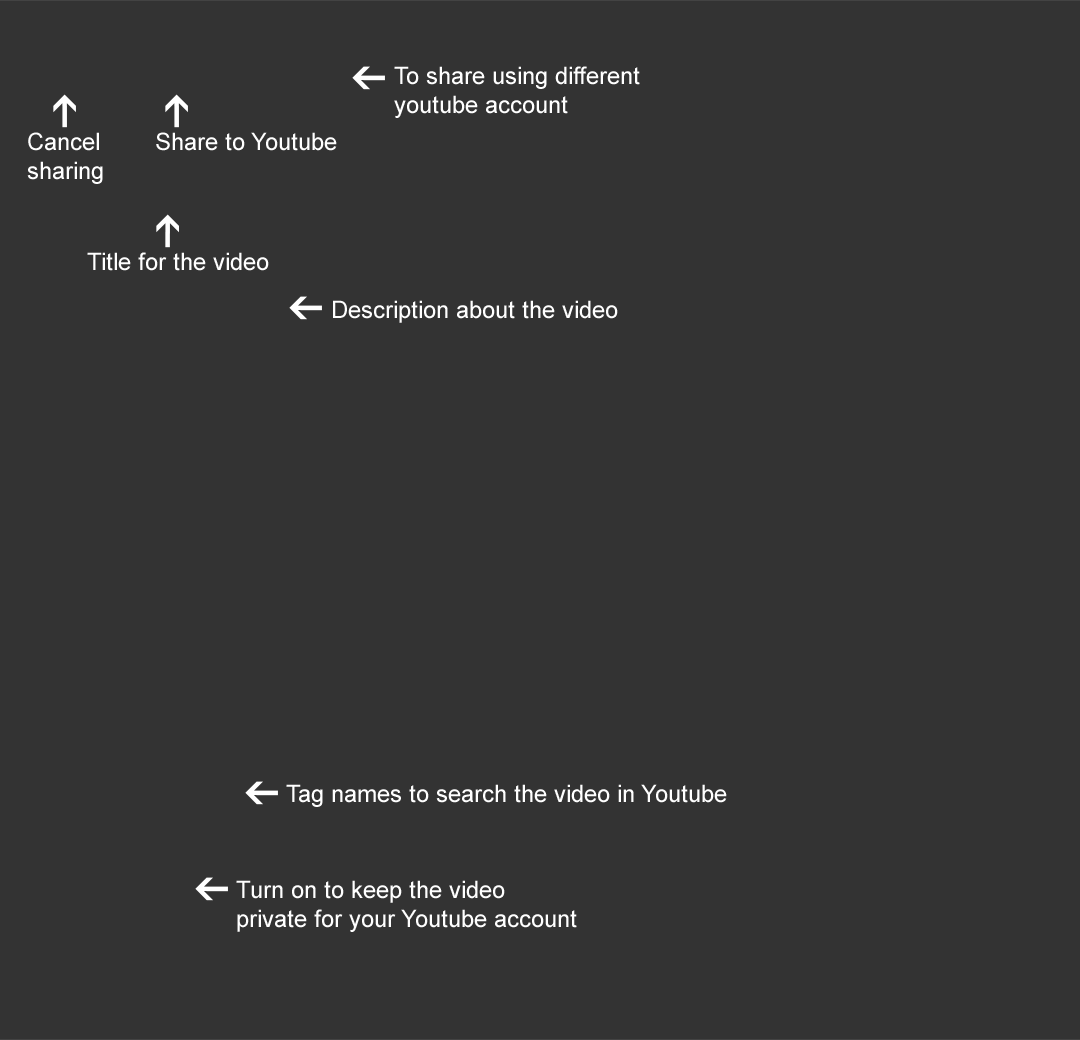 To share using different
youtube account
Cancel
sharing
Share to Youtube
Title for the video
Description about the video
Tag names to search the video in Youtube
Turn on to keep the video
private for your Youtube account